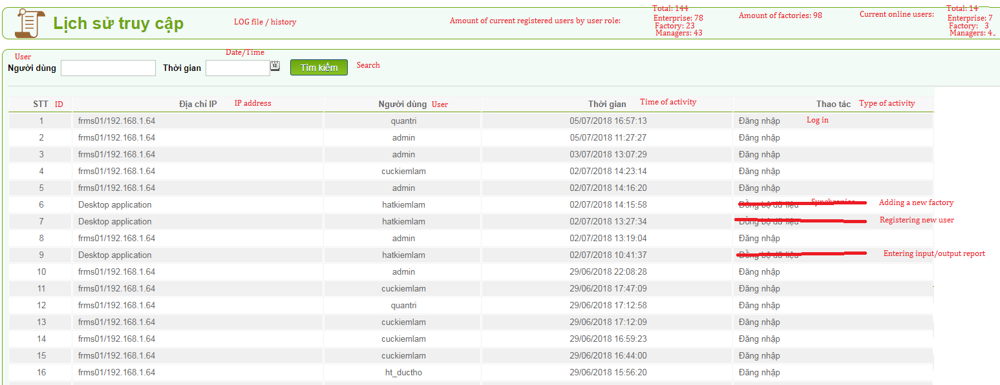 Lịch sử truy cập LOG file / history Amount of current registered users by user role: Total: 144 Amount of factories: 98 Current online users: Total: 14
Enterprise: 78 Enterprise: 7
Factory: 23 Factory: 3
Managers: 43 Managers: 4
User Date/Time
Người dùng Thời gian 12 Tìm kiếm Search
STT ID Địa chỉ IP IP address Người dùng User Thời gian Time of activity Thao tác Type of activity
1 frms01/192.168.1.64 quantri 05/07/2018 16:57:13 Đăng nhập Log in
2 frms01/192.168.1.64 admin 05/07/2018 11:27:27 Đăng nhập
3 frms01/192.168.1.64 admin 03/07/2018 13:07:29 Đăng nhập
4 frms01/192.168.1.64 cuckiemlam 02/07/2018 14:23:14 Đăng nhập
5 frms01/192.168.1.64 admin 02/07/2018 14:16:20 Đăng nhập
6 Desktop application hatkiemlam 02/07/2018 14:15:58 Đồng bộ dữ liệu Adding a new factory
7 Desktop application hatkiemlam 02/07/2018 13:27:34 Đồng bộ dữ liệu Registering new user
8 frms01/192.168.1.64 admin 02/07/2018 13:19:04 Đăng nhập
9 Desktop application hatkiemlam 02/07/2018 10:41:37 Đồng bộ dữ liệu Entering input/output report
10 frms01/192.168.1.64 admin 29/06/2018 22:08:28 Đăng nhập
11 frms01/192.168.1.64 cuckiemlam 29/06/2018 17:47:09 Đăng nhập
12 frms01/192.168.1.64 quantri 29/06/2018 17:12:58 Đăng nhập
13 frms01/192.168.1.64 cuckiemlam 29/06/2018 17:12:09 Đăng nhập
14 frms01/192.168.1.64 cuckiemlam 29/06/2018 16:59:23 Đăng nhập
15 frms01/192.168.1.64 cuckiemlam 29/06/2018 16:44:00 Đăng nhập
16 frms01/192.168.1.64 ht_ductho 29/06/2018 15:56:20 Đăng nhập